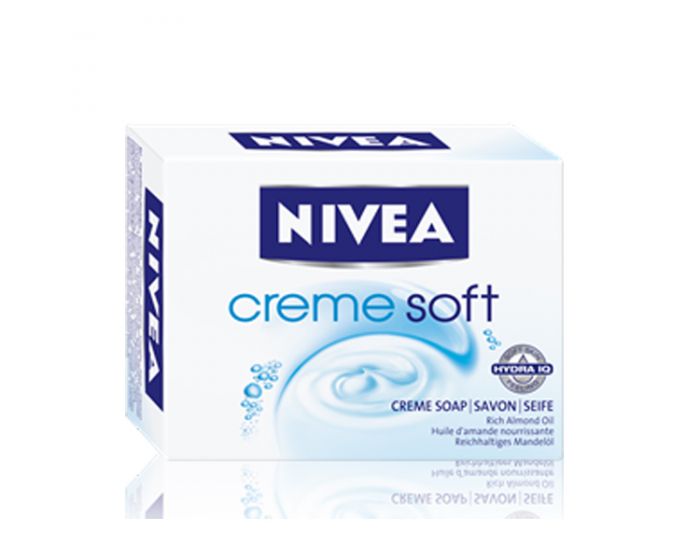 NIVEA
NIVEA
NIVEA
creme soft
HYDRA IQ
CREME SOAP|SAVON|SEIFE
Rich Almond Oil
Huile d'amande nourrissante
Reichhaltiges Mandelöl